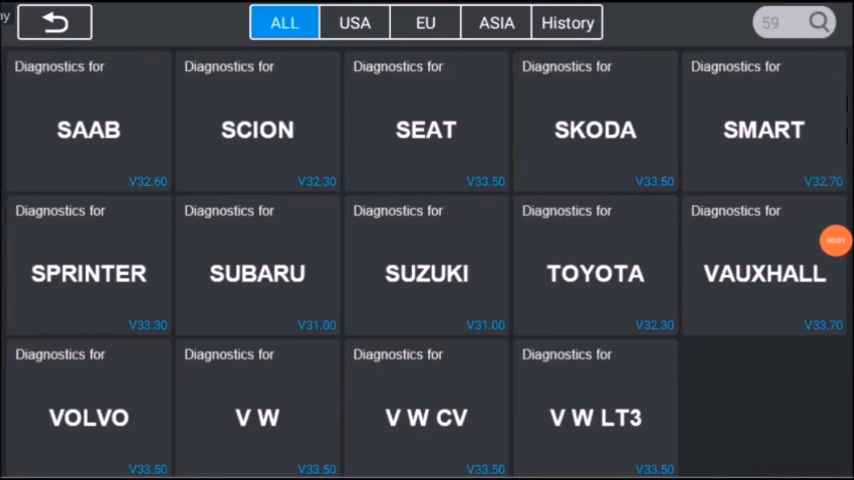 ay
ALL
USA
EU
ASIA
History
59
Diagnostics for
Diagnostics for
Diagnostics for
Diagnostics for
Diagnostics for
SAAB
SCION
SEAT
SKODA
SMART
V32.60
V32.30
V33.50
V33.50
V32.70
Diagnostics for
Diagnostics for
Diagnostics for
Diagnostics for
Diagnostics for
SPRINTER
SUBARU
SUZUKI
TOYOTA
VAUXHALL
V33.30
V31.00
V31.00
V32.30
V33.70
Diagnostics for
Diagnostics for
Diagnostics for
Diagnostics for
VOLVO
V W
V W CV
V W LT3
V33.50
V33.50
V33.50
V33.50